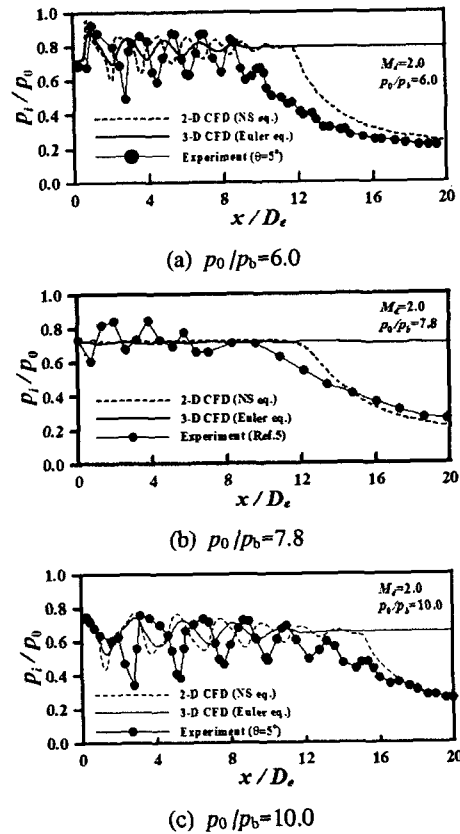 1.0
0.8
0.6
0.4
0.2
0.0
p_i / p_0
M_d=2.0
p_0/p_b=6.0
2-D CFD (NS eq.)
3-D CFD (Euler eq.)
Experiment (θ=5°)
0 4 8 12 16 20
x / D_e
(a) p_0 /p_b=6.0
1.0
0.8
0.6
0.4
0.2
0.0
p_i / p_0
M_d=2.0
p_0/p_b=7.8
2-D CFD (NS eq.)
3-D CFD (Euler eq.)
Experiment (Ref.5)
0 4 8 12 16 20
x / D_e
(b) p_0 /p_b=7.8
1.0
0.8
0.6
0.4
0.2
0.0
p_i / p_0
M_d=2.0
p_0/p_b=10.0
2-D CFD (NS eq.)
3-D CFD (Euler eq.)
Experiment (θ=5°)
0 4 8 12 16 20
x / D_e
(c) p_0 /p_b=10.0